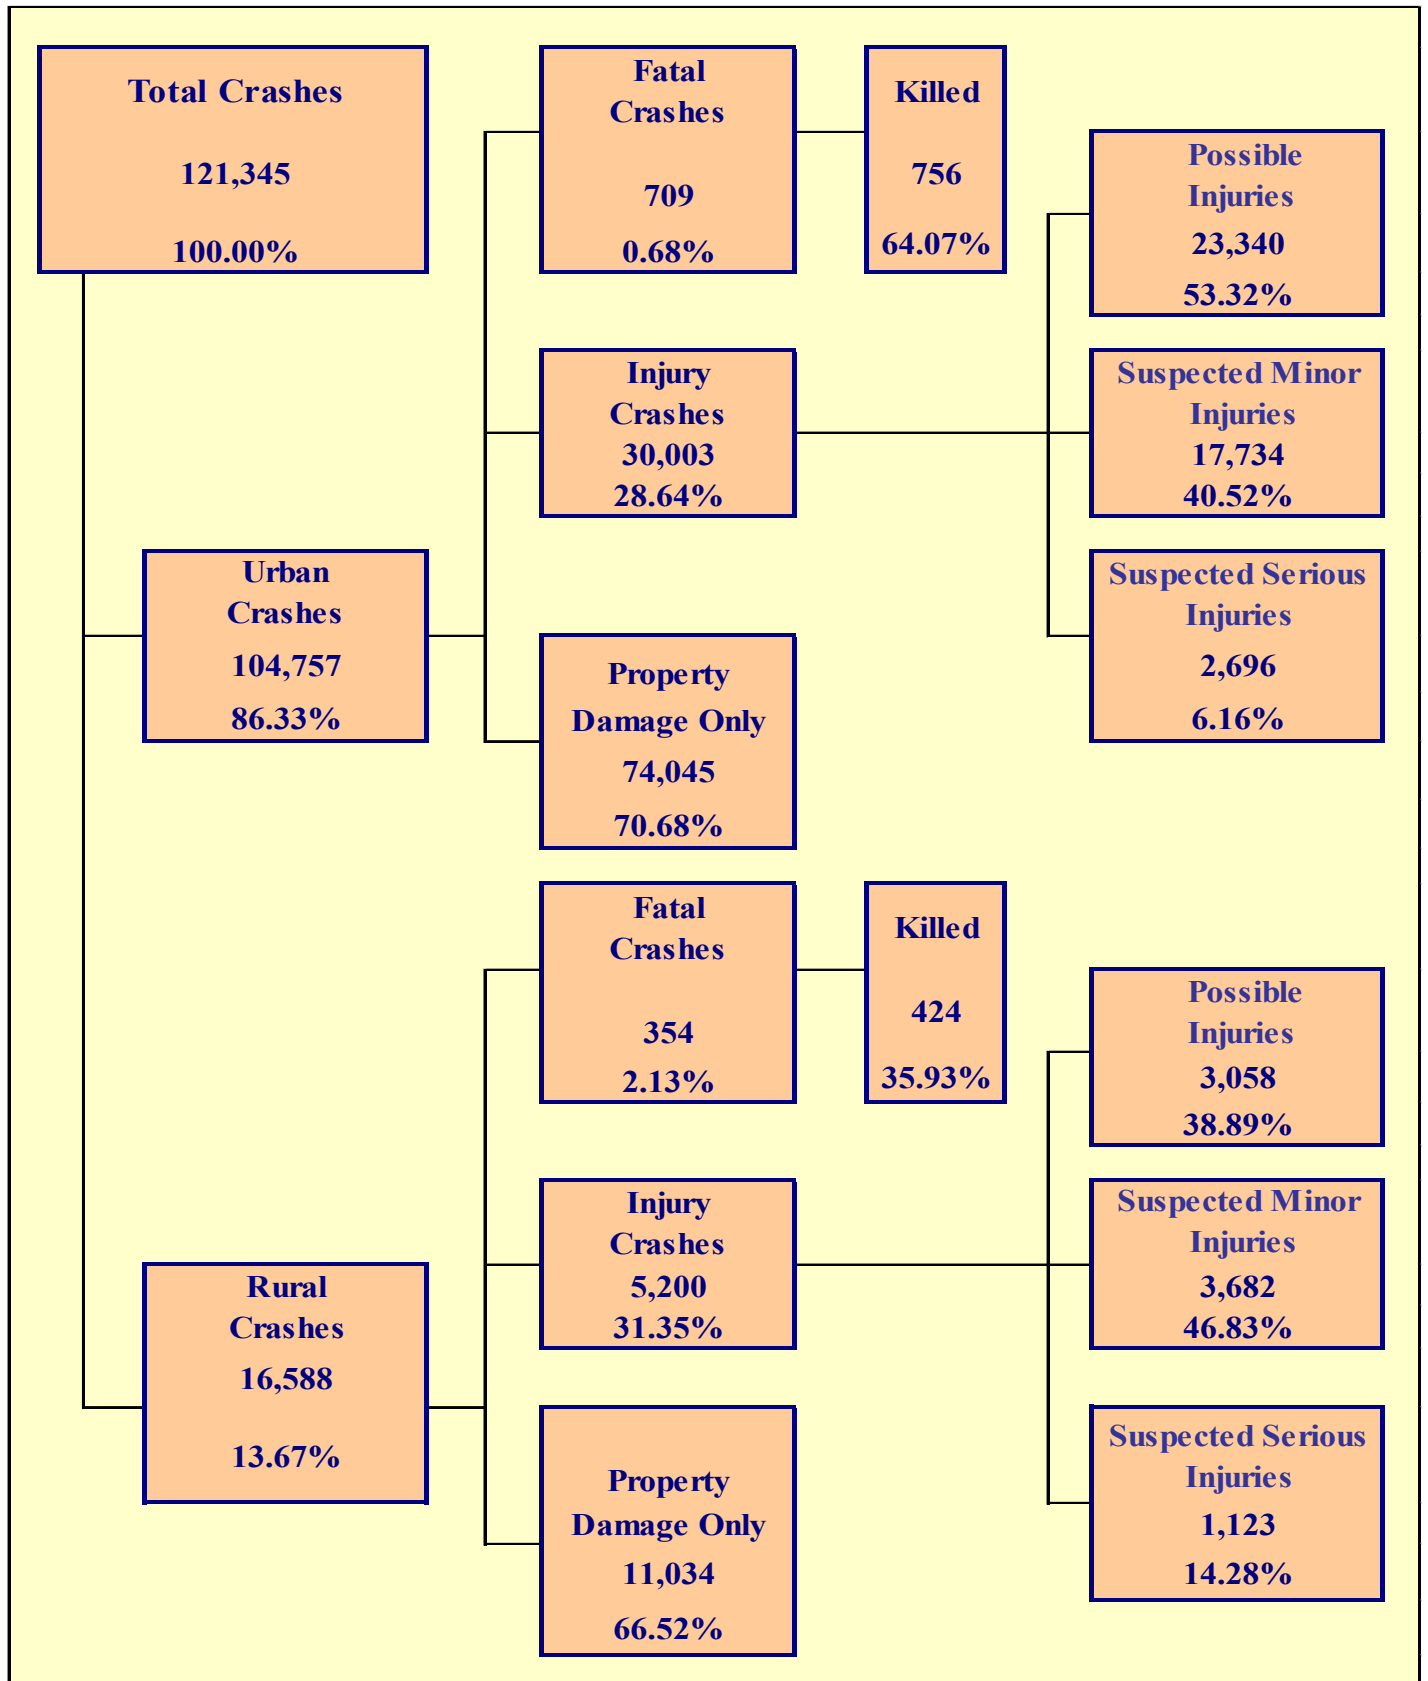 Total Crashes
121,345
100.00%
Urban
Crashes
104,757
86.33%
Fatal
Crashes
709
0.68%
Killed
756
64.07%
Injury
Crashes
30,003
28.64%
Possible
Injuries
23,340
53.32%
Suspected Minor
Injuries
17,734
40.52%
Suspected Serious
Injuries
2,696
6.16%
Property
Damage Only
74,045
70.68%
Rural
Crashes
16,588
13.67%
Fatal
Crashes
354
2.13%
Killed
424
35.93%
Injury
Crashes
5,200
31.35%
Possible
Injuries
3,058
38.89%
Suspected Minor
Injuries
3,682
46.83%
Suspected Serious
Injuries
1,123
14.28%
Property
Damage Only
11,034
66.52%